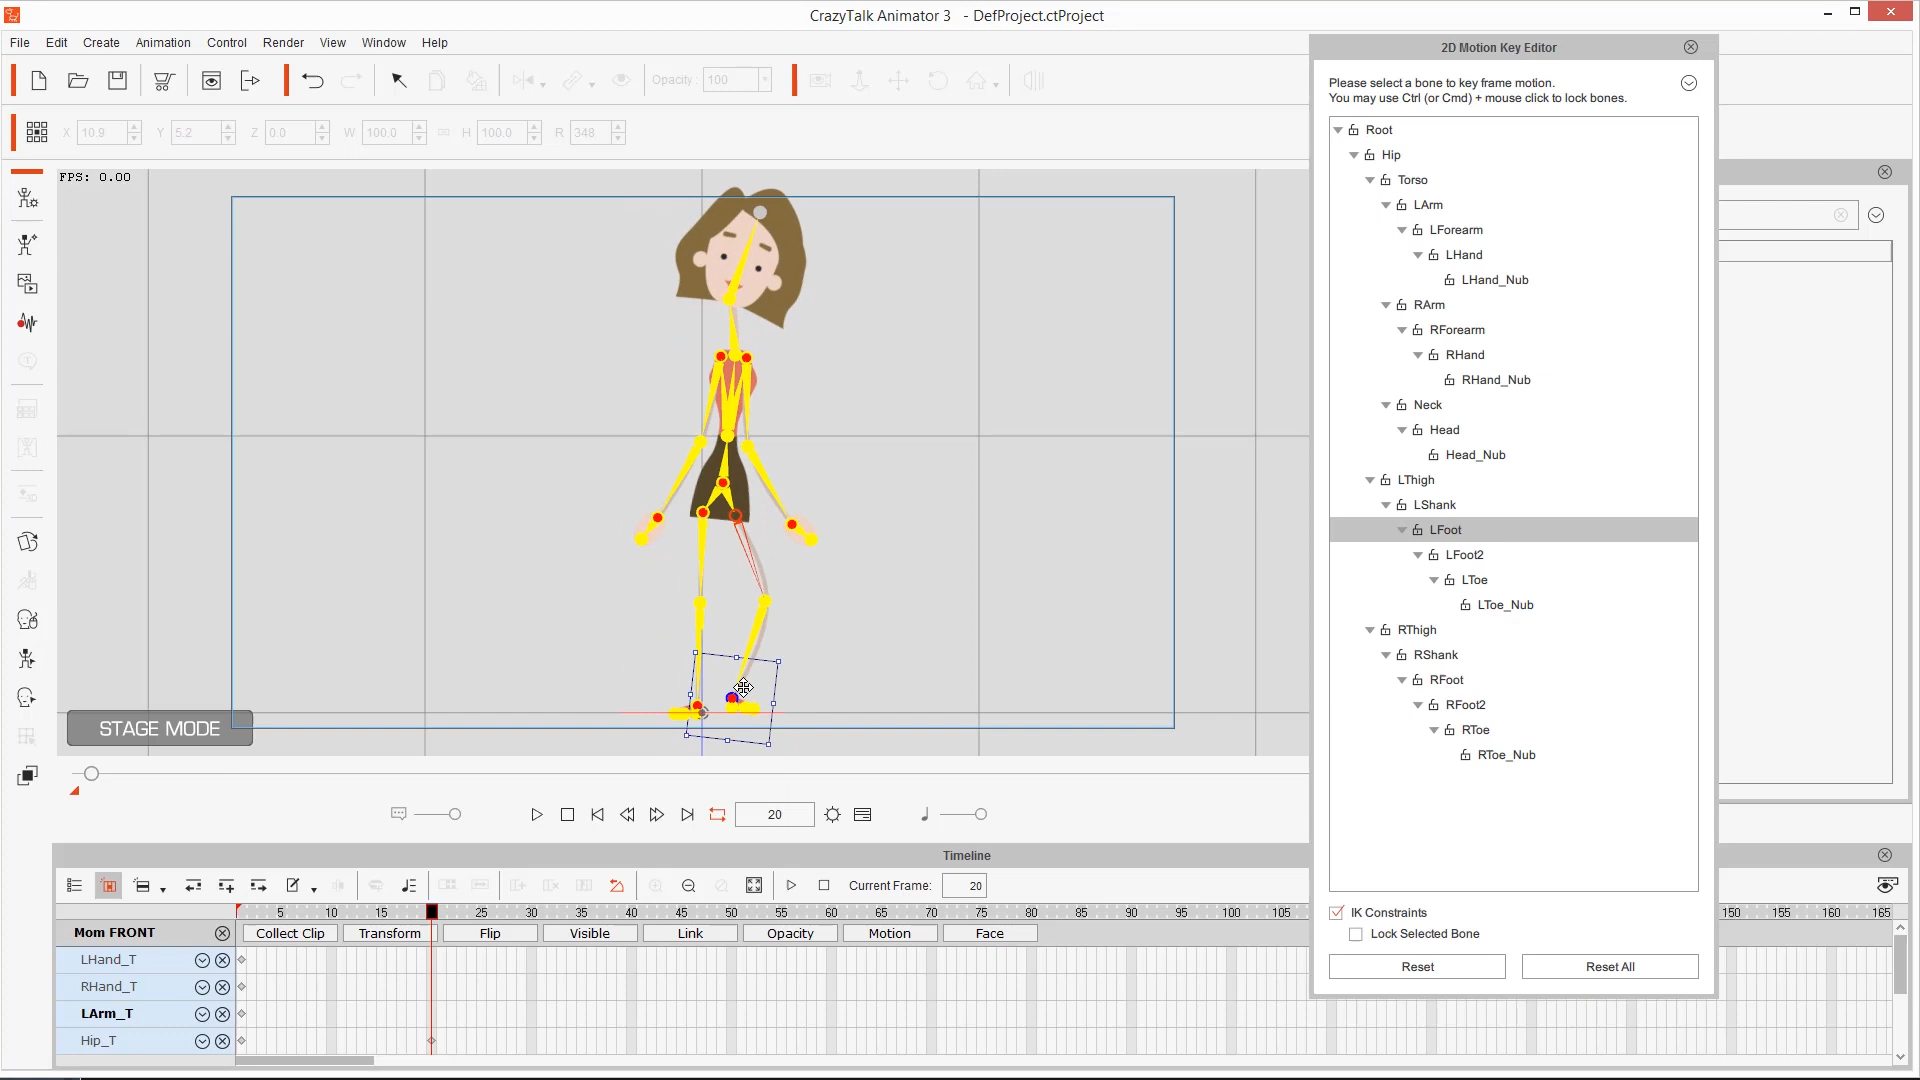 CrazyTalk Animator 3 - DefProject.ctProject
File Edit Create Animation Control Render View Window Help
Opacity : 100
X 10.9 Y 5.2 Z 0.0 W 100.0 H 100.0 R 348
FPS: 0.00
STAGE MODE
20
2D Motion Key Editor
Please select a bone to key frame motion.
You may use Ctrl (or Cmd) + mouse click to lock bones.
Root
Hip
Torso
LArm
LForearm
LHand
LHand_Nub
RArm
RForearm
RHand
RHand_Nub
Neck
Head
Head_Nub
LThigh
LShank
LFoot
LFoot2
LToe
LToe_Nub
RThigh
RShank
RFoot
RFoot2
RToe
RToe_Nub
IK Constraints
Lock Selected Bone
Reset Reset All
Timeline
Current Frame: 20
5 10 15 25 30 35 40 45 50 55 60 65 70 75 80 85 90 95 100 105 150 155 160 165
Mom FRONT Collect Clip Transform Flip Visible Link Opacity Motion Face
LHand_T
RHand_T
LArm_T
Hip_T